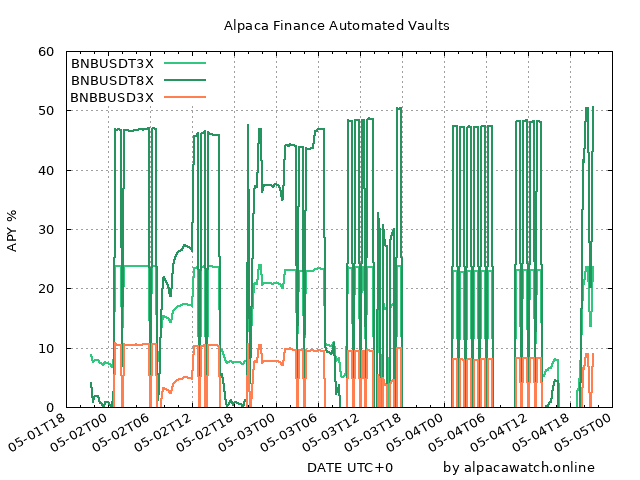 Alpaca Finance Automated Vaults
BNBUSDT3X
BNBUSDT8X
BNBBUSD3X
APY %
60
50
40
30
20
10
0
05-01T18
05-02T00
05-02T06
05-02T12
05-02T18
05-03T00
05-03T06
05-03T12
05-03T18
05-04T00
05-04T06
05-04T12
05-04T18
05-05T00
DATE UTC+0
by alpacawatch.online